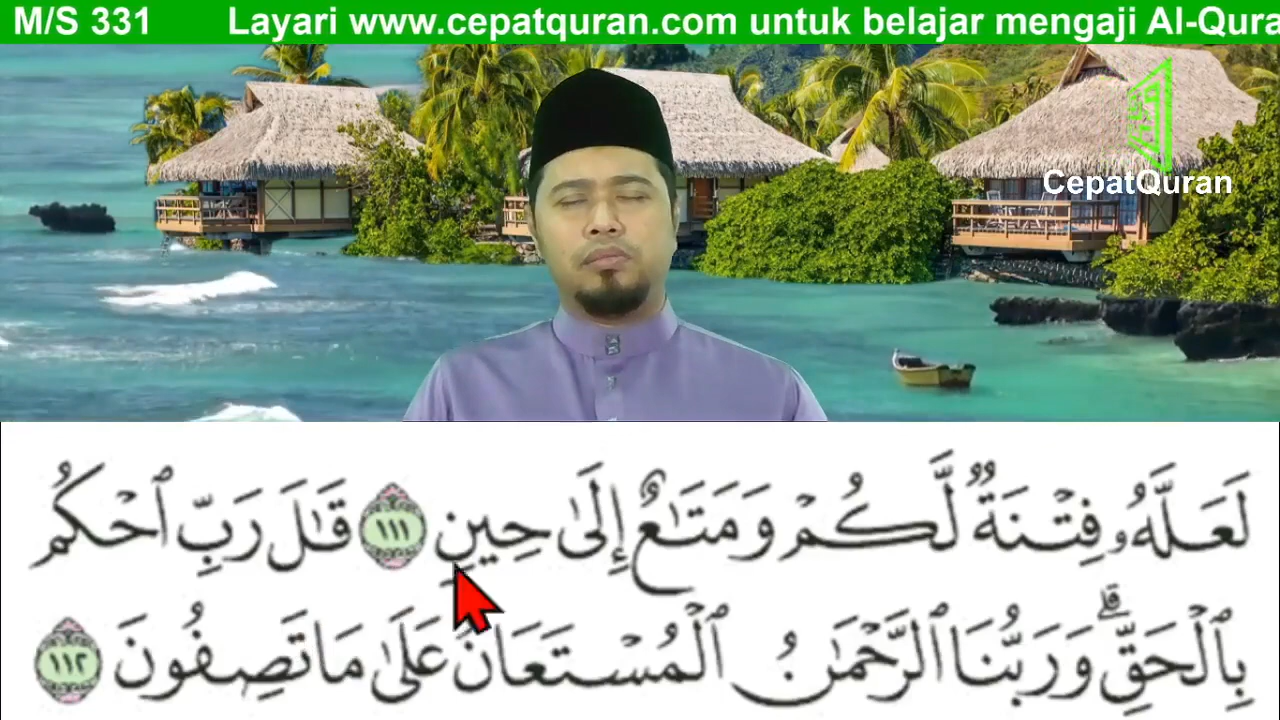 M/S 331 Layari www.cepatquran.com untuk belajar mengaji Al-Qura
CepatQuran
لَعَلَّهُۥ فِتْنَةٌ لَّكُمْ وَمَتَٰعٌ إِلَىٰ حِينٍ ١١١ قَٰلَ رَبِّ ٱحْكُم
بِٱلْحَقِّ ۗ وَرَبُّنَا ٱلرَّحْمَٰنُ ٱلْمُسْتَعَانُ عَلَىٰ مَا تَصِفُونَ ١١٢